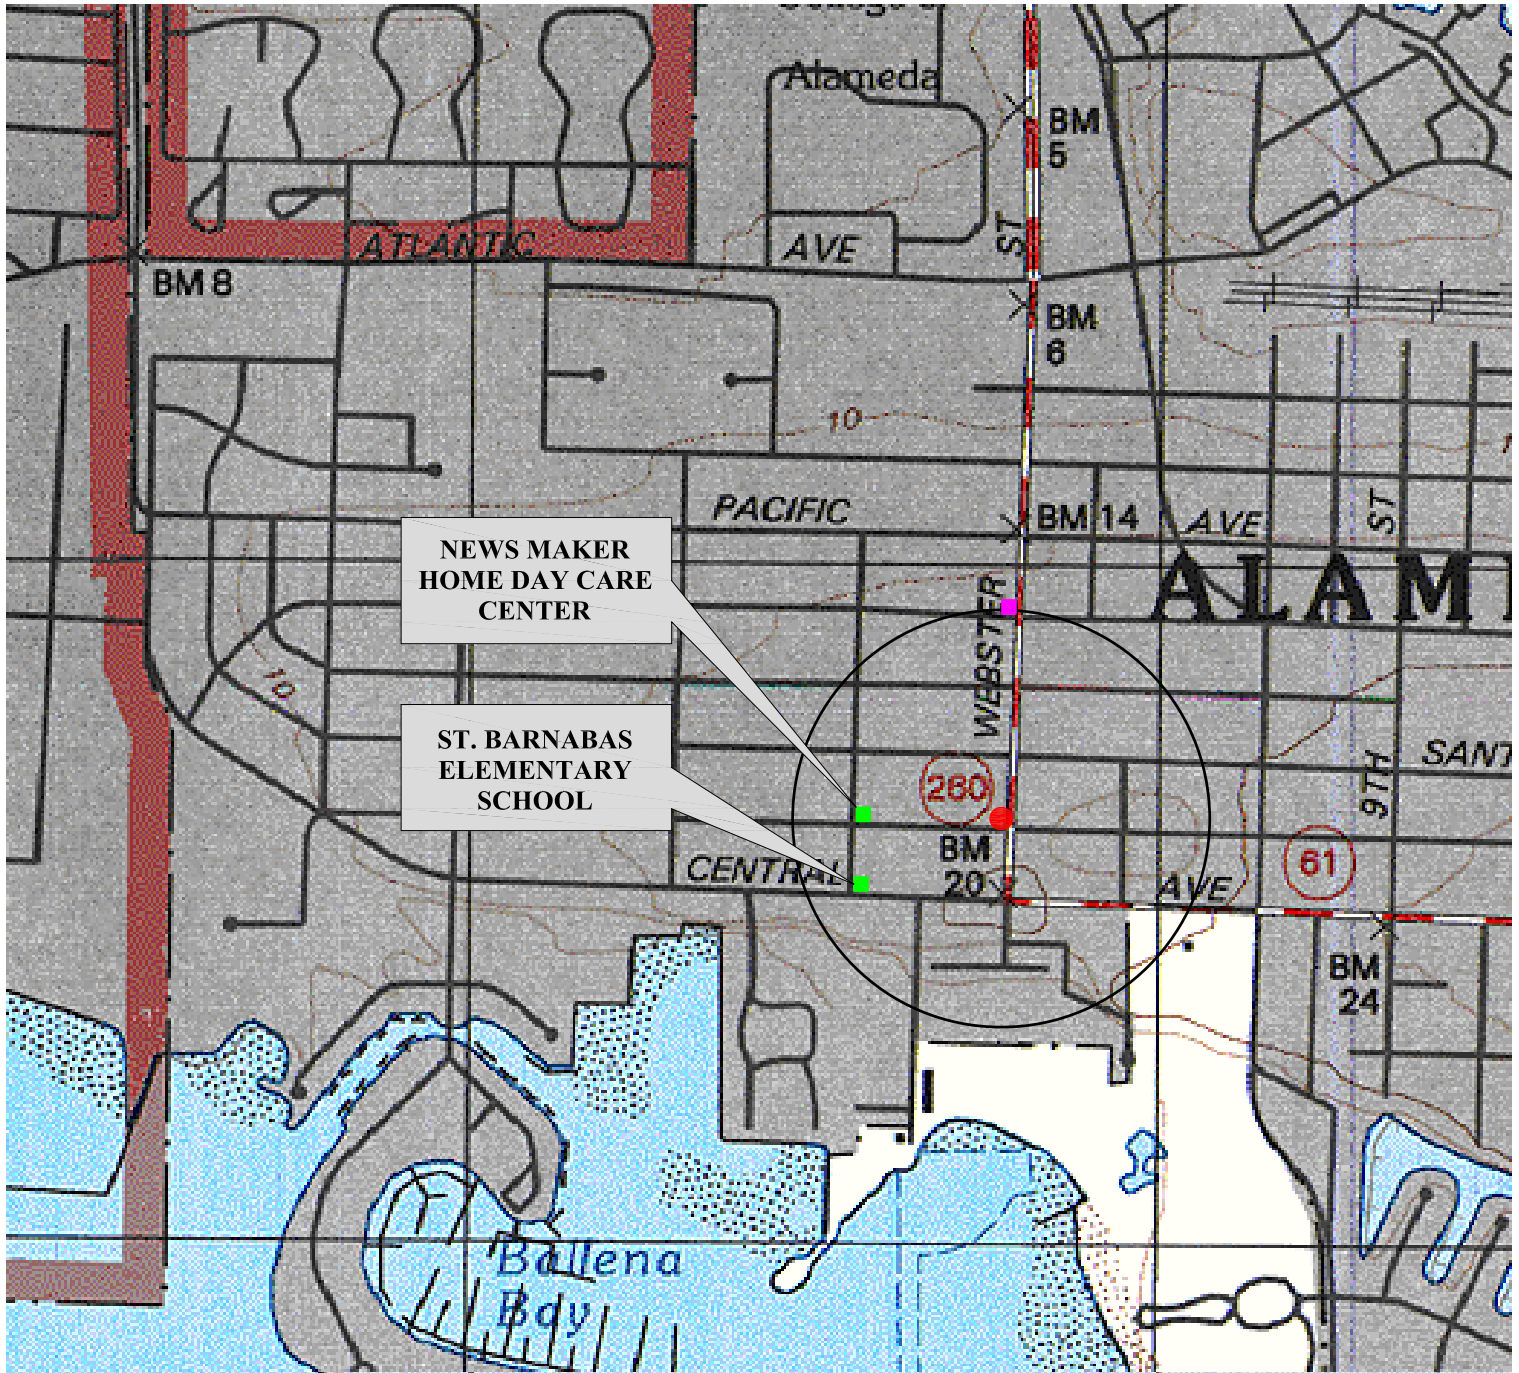 Alameda
BM
5
ST
ATLANTIC
AVE
BM 8
BM
6
10
PACIFIC
BM 14
AVE
ST
NEWS MAKER
HOME DAY CARE
CENTER
ALAM
WEBSTER
10
ST. BARNABAS
ELEMENTARY
SCHOOL
260
SANT
9TH
BM
20
CENTRAL
AVE
61
BM
24
Ballena
Bay